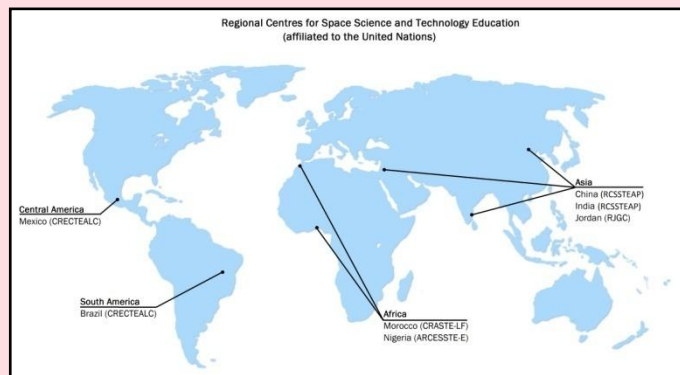 Regional Centres for Space Science and Technology Education
(affiliated to the United Nations)
Central America
Mexico (CRECTEALC)
South America
Brazil (CRECTEALC)
Africa
Morocco (CRASTE-LF)
Nigeria (ARCESSTE-E)
Asia
China (RCSSTEAP)
India (RCSSTEAP)
Jordan (RJGC)